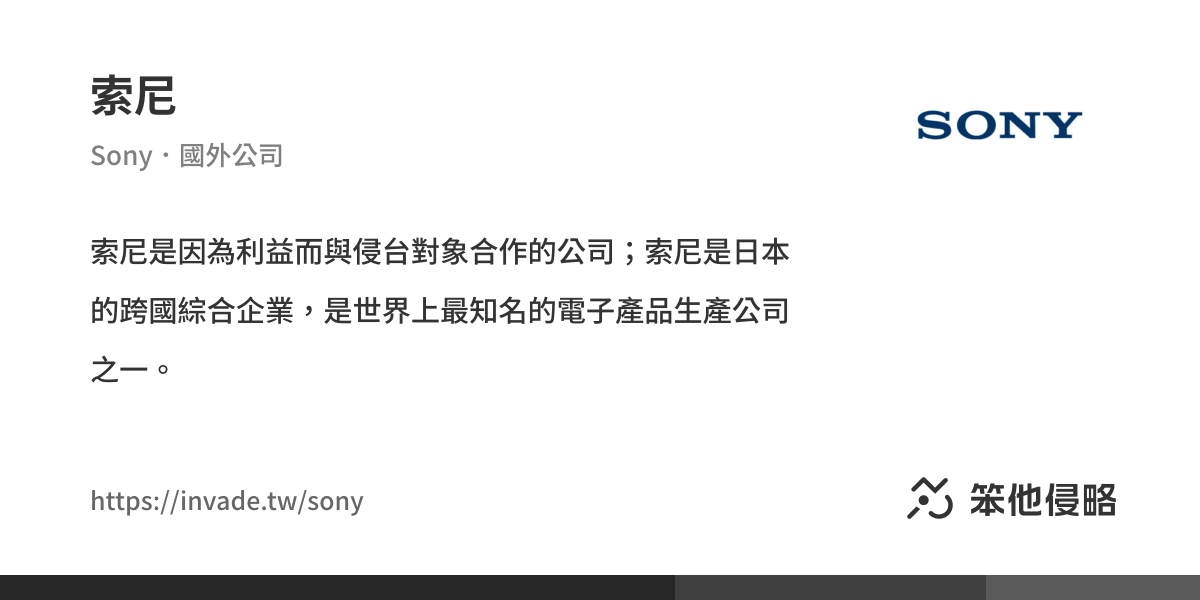 索尼
Sony・國外公司
SONY
索尼是因為利益而與侵台對象合作的公司；索尼是日本
的跨國綜合企業，是世界上最知名的電子產品生產公司
之一。
https://invade.tw/sony
笨他侵略